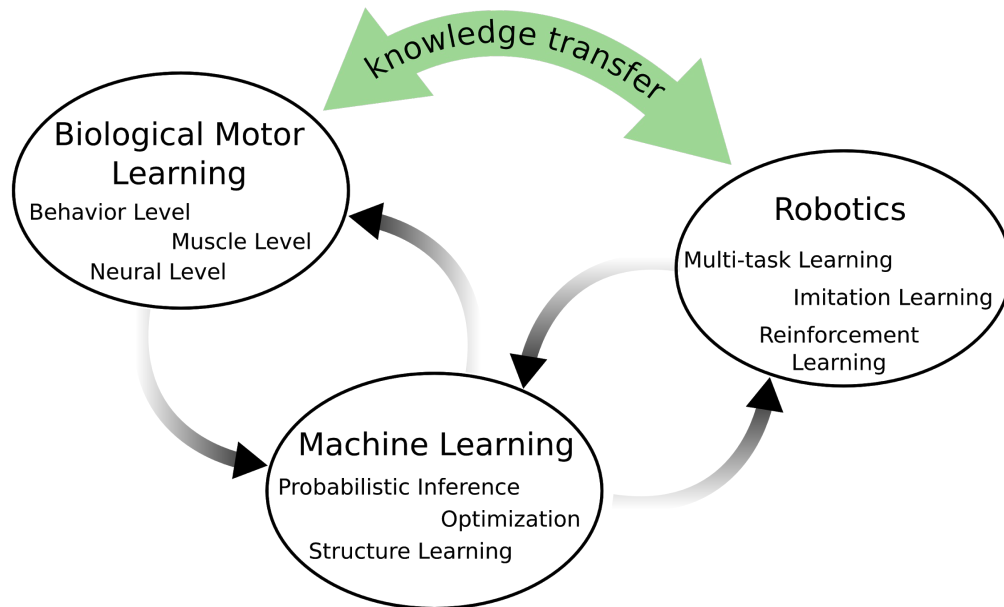 knowledge transfer
Biological Motor
Learning
Behavior Level
Muscle Level
Neural Level
Robotics
Multi-task Learning
Imitation Learning
Reinforcement
Learning
Machine Learning
Probabilistic Inference
Optimization
Structure Learning